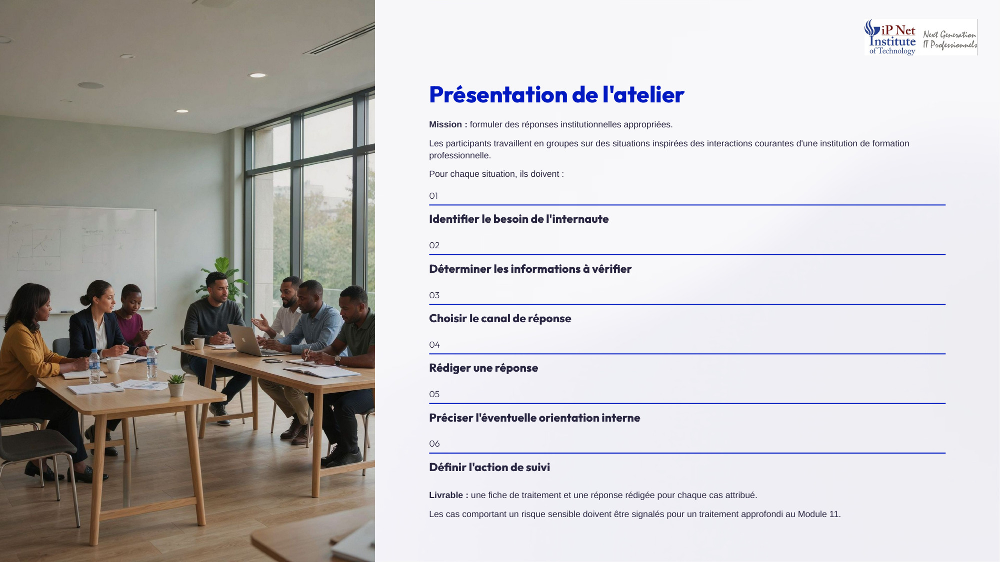 iP Net
Institute
of Technology
Next Generation
IT Professionnels
Présentation de l'atelier
Mission : formuler des réponses institutionnelles appropriées.
Les participants travaillent en groupes sur des situations inspirées des interactions courantes d'une institution de formation
professionnelle.
Pour chaque situation, ils doivent :
01
Identifier le besoin de l'internaute
02
Déterminer les informations à vérifier
03
Choisir le canal de réponse
04
Rédiger une réponse
05
Préciser l'éventuelle orientation interne
06
Définir l'action de suivi
Livrable : une fiche de traitement et une réponse rédigée pour chaque cas attribué.
Les cas comportant un risque sensible doivent être signalés pour un traitement approfondi au Module 11.